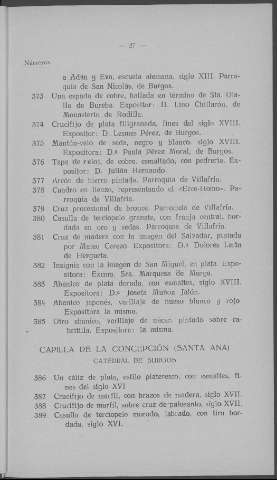 — 27 —
Números
a Adán y Eva, escuela alemana, siglo XIII. Parro-
quia de San Nicolás, de Burgos.
373 Una espada de cobre, hallada en término de Sta. Ola-
lla de Bureba. Expositor: D. Lino Chillarón, de
Monasterio de Rodilla.
374 Crucifijo de plata filigranada, fines del siglo XVIII.
Expositor: D. Lesmes Pérez, de Burgos.
375 Mantón-velo de seda, negro y blanco, siglo XVIII.
Expositora: D.ª Paula Pérez Moral, de Burgos.
376 Tapa de reloj, de cobre, esmaltado, con pedrería. Ex-
positor: D. Julián Hernando.
377 Arcón de hierro pintado. Parroquia de Villafría.
378 Cuadro en lienzo, representando el «Ecce-Homo». Pa-
rroquia de Villafría.
379 Cruz procesional de bronce. Parroquia de Villafría.
380 Casulla de terciopelo granate, con franja central, bor-
dada en oro y sedas. Parroquia de Villafría.
381 Cruz de madera con la imagen del Salvador, pintada
por Mateo Cerezo. Expositora: D.ª Dolores
de Hergueta.
382 Insignia con la imagen de San Miguel, en plata. Expo-
sitora: Excma. Sra. Marquesa de Murga.
383 Abanico de plata dorada, con esmaltes, siglo XVIII.
Expositora: D.ª Josefa Muñoz Jalón.
384 Abanico japonés, varillaje de hueso blanco y rojo
Expositora la misma.
385 Otro abanico, varillaje de hueso pintado sobre ca-
britilla. Expositora: la misma.
CAPILLA DE LA CONCEPCIÓN (SANTA ANA)
CATEDRAL DE BURGOS
386 Un cáliz de plata, estilo plateresco, con esmaltes, fi-
nes del siglo XVI
387 Crucifijo de marfil, con brazos de madera, siglo XVII.
388 Crucifijo de marfil, sobre cruz de palosanto, siglo XVII.
389 Casulla de terciopelo morado, labrado, con tira bor-
dada, siglo XVI.